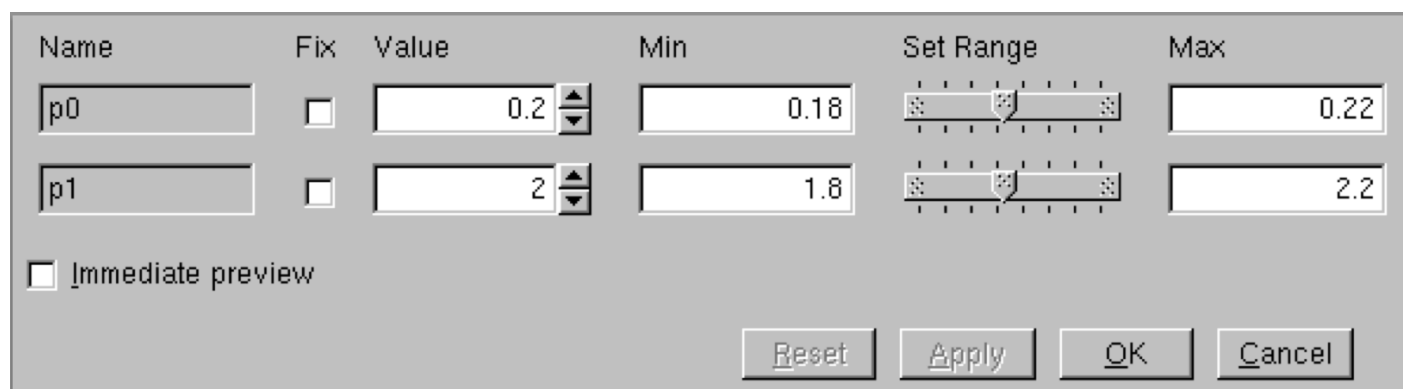 Name Fix Value Min Set Range Max
p0 0.2 0.18 0.22
p1 2 1.8 2.2
Immediate preview
Reset Apply OK Cancel